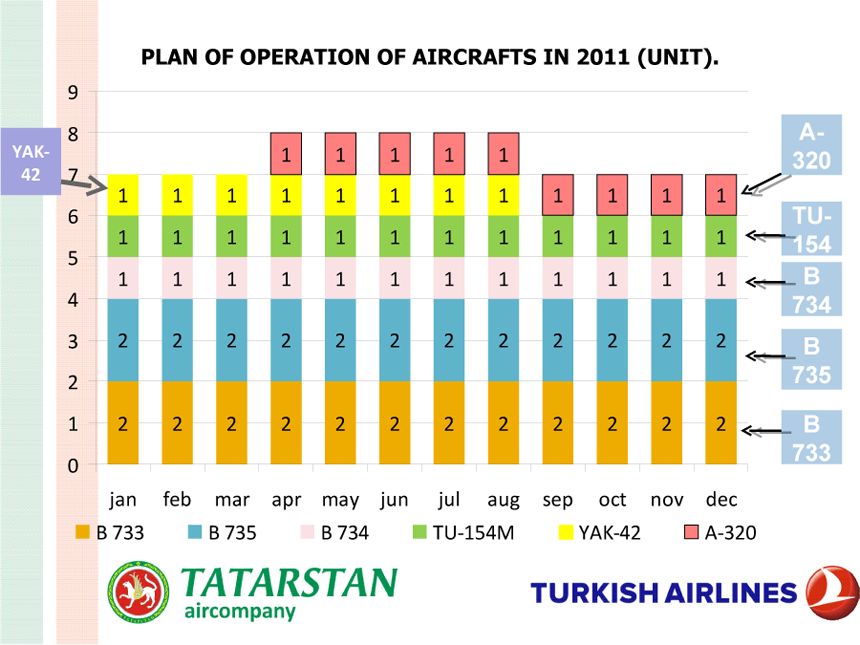 PLAN OF OPERATION OF AIRCRAFTS IN 2011 (UNIT).
9
8
7
6
5
4
3
2
1
0
YAK-
42
1 1 1 1 1
1 1 1 1 1 1 1 1 1 1 1 1
1 1 1 1 1 1 1 1 1 1 1 1
1 1 1 1 1 1 1 1 1 1 1 1
2 2 2 2 2 2 2 2 2 2 2 2
2 2 2 2 2 2 2 2 2 2 2 2
A-
320
TU-
154
B
734
B
735
B
733
jan feb mar apr may jun jul aug sep oct nov dec
B 733 B 735 B 734 TU-154M YAK-42 A-320
TATARSTAN
aircompany
TURKISH AIRLINES